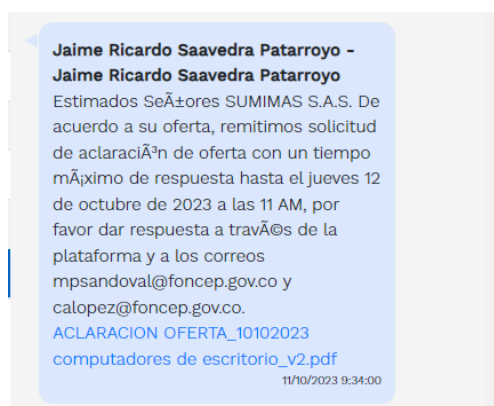 Jaime Ricardo Saavedra Patarroyo -
Jaime Ricardo Saavedra Patarroyo
Estimados SeÃ±ores SUMIMAS S.A.S. De
acuerdo a su oferta, remitimos solicitud
de aclaraciÃ³n de oferta con un tiempo
mÃ¡ximo de respuesta hasta el jueves 12
de octubre de 2023 a las 11 AM, por
favor dar respuesta a travÃ©s de la
plataforma y a los correos
mpsandoval@foncep.gov.co y
calopez@foncep.gov.co.
ACLARACION OFERTA_10102023
computadores de escritorio_v2.pdf
11/10/2023 9:34:00